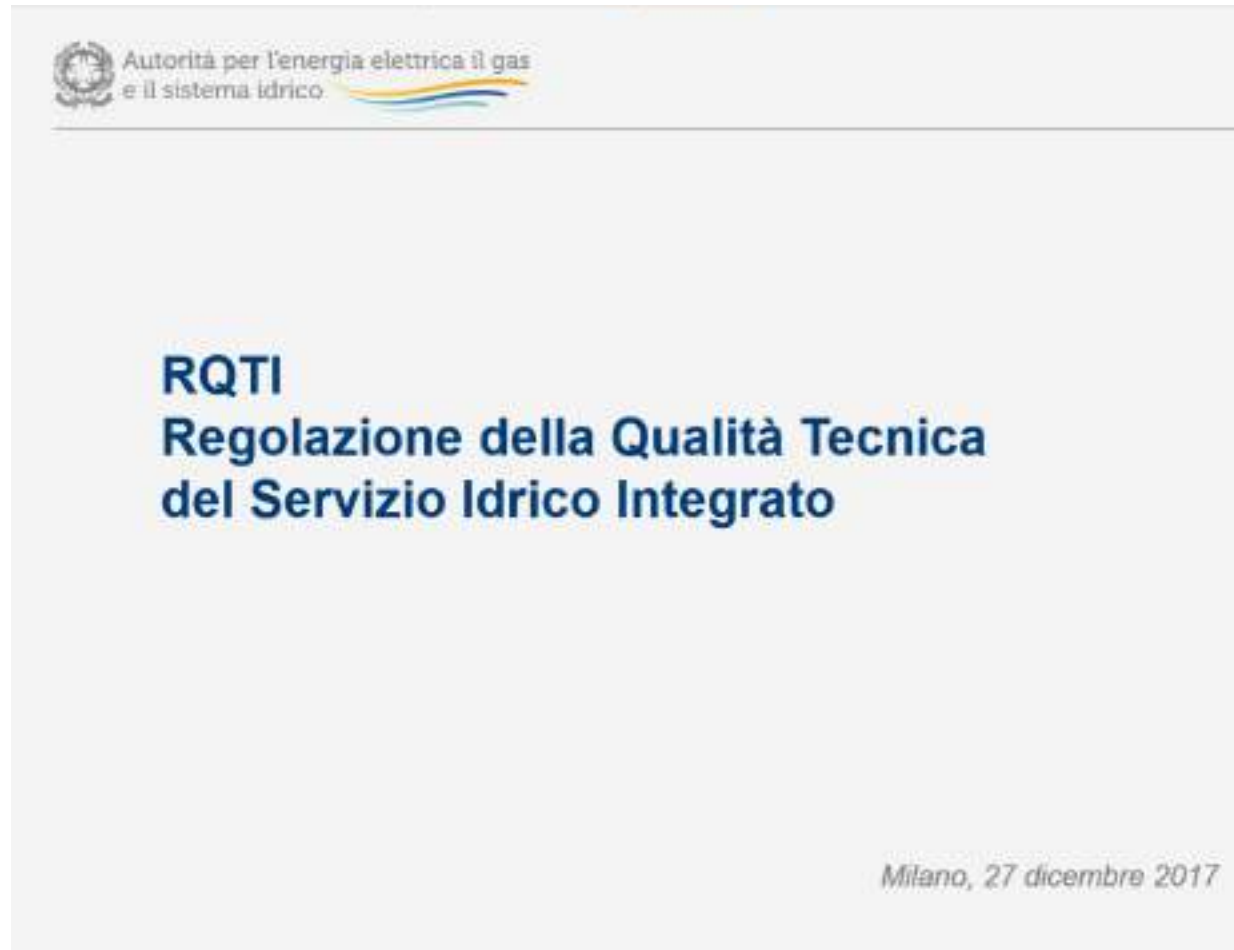 Autorità per l'energia elettrica il gas
e il sistema idrico
RQTI
Regolazione della Qualità Tecnica
del Servizio Idrico Integrato
Milano, 27 dicembre 2017